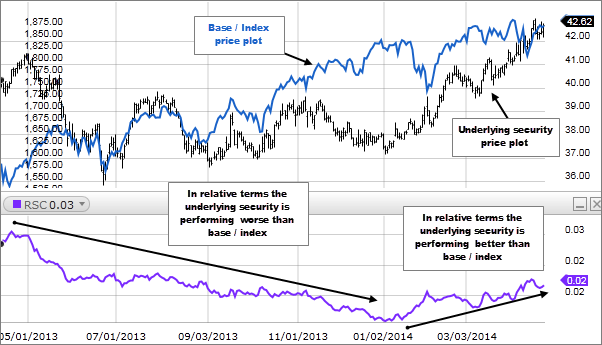 1,875.00
1,850.00
1,825.00
1,800.00
1,775.00
1,750.00
1,725.00
1,700.00
1,675.00
1,650.00
1,625.00
1,600.00
1,575.00
1,550.00
1,525.00
Base / Index
price plot
Underlying security
price plot
42.62
42.00
41.00
40.00
39.00
38.00
37.00
36.00
RSC 0.03
In relative terms the
underlying security is
performing worse than
base / index
In relative terms the
underlying security is
performing better than
base / index
0.03
0.02
0.02
0.02
05/01/2013 07/01/2013 09/03/2013 11/01/2013 01/02/2014 03/03/2014